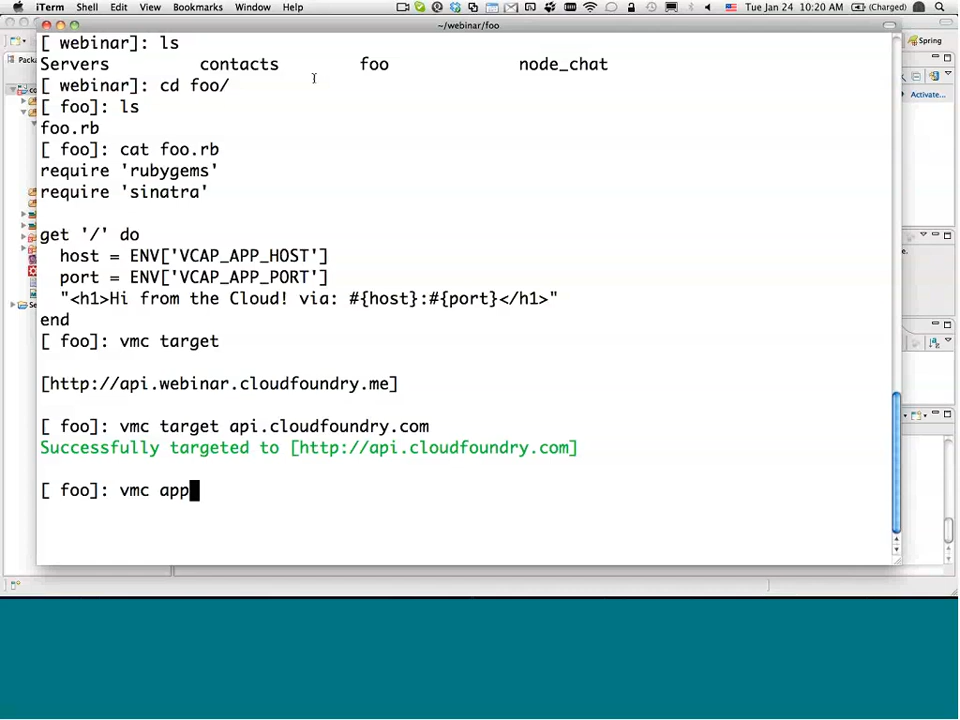 iTerm Shell Edit View Bookmarks Window Help
Tue Jan 24 10:20 AM (Charged)
~/webinar/foo
Spring
Packa
Activate...
[ webinar]: ls
Servers contacts foo node_chat
[ webinar]: cd foo/
[ foo]: ls
foo.rb
[ foo]: cat foo.rb
require 'rubygems'
require 'sinatra'
get '/' do
host = ENV['VCAP_APP_HOST']
port = ENV['VCAP_APP_PORT']
"<h1>Hi from the Cloud! via: #{host}:#{port}</h1>"
end
[ foo]: vmc target
[http://api.webinar.cloudfoundry.me]
[ foo]: vmc target api.cloudfoundry.com
Successfully targeted to [http://api.cloudfoundry.com]
[ foo]: vmc app